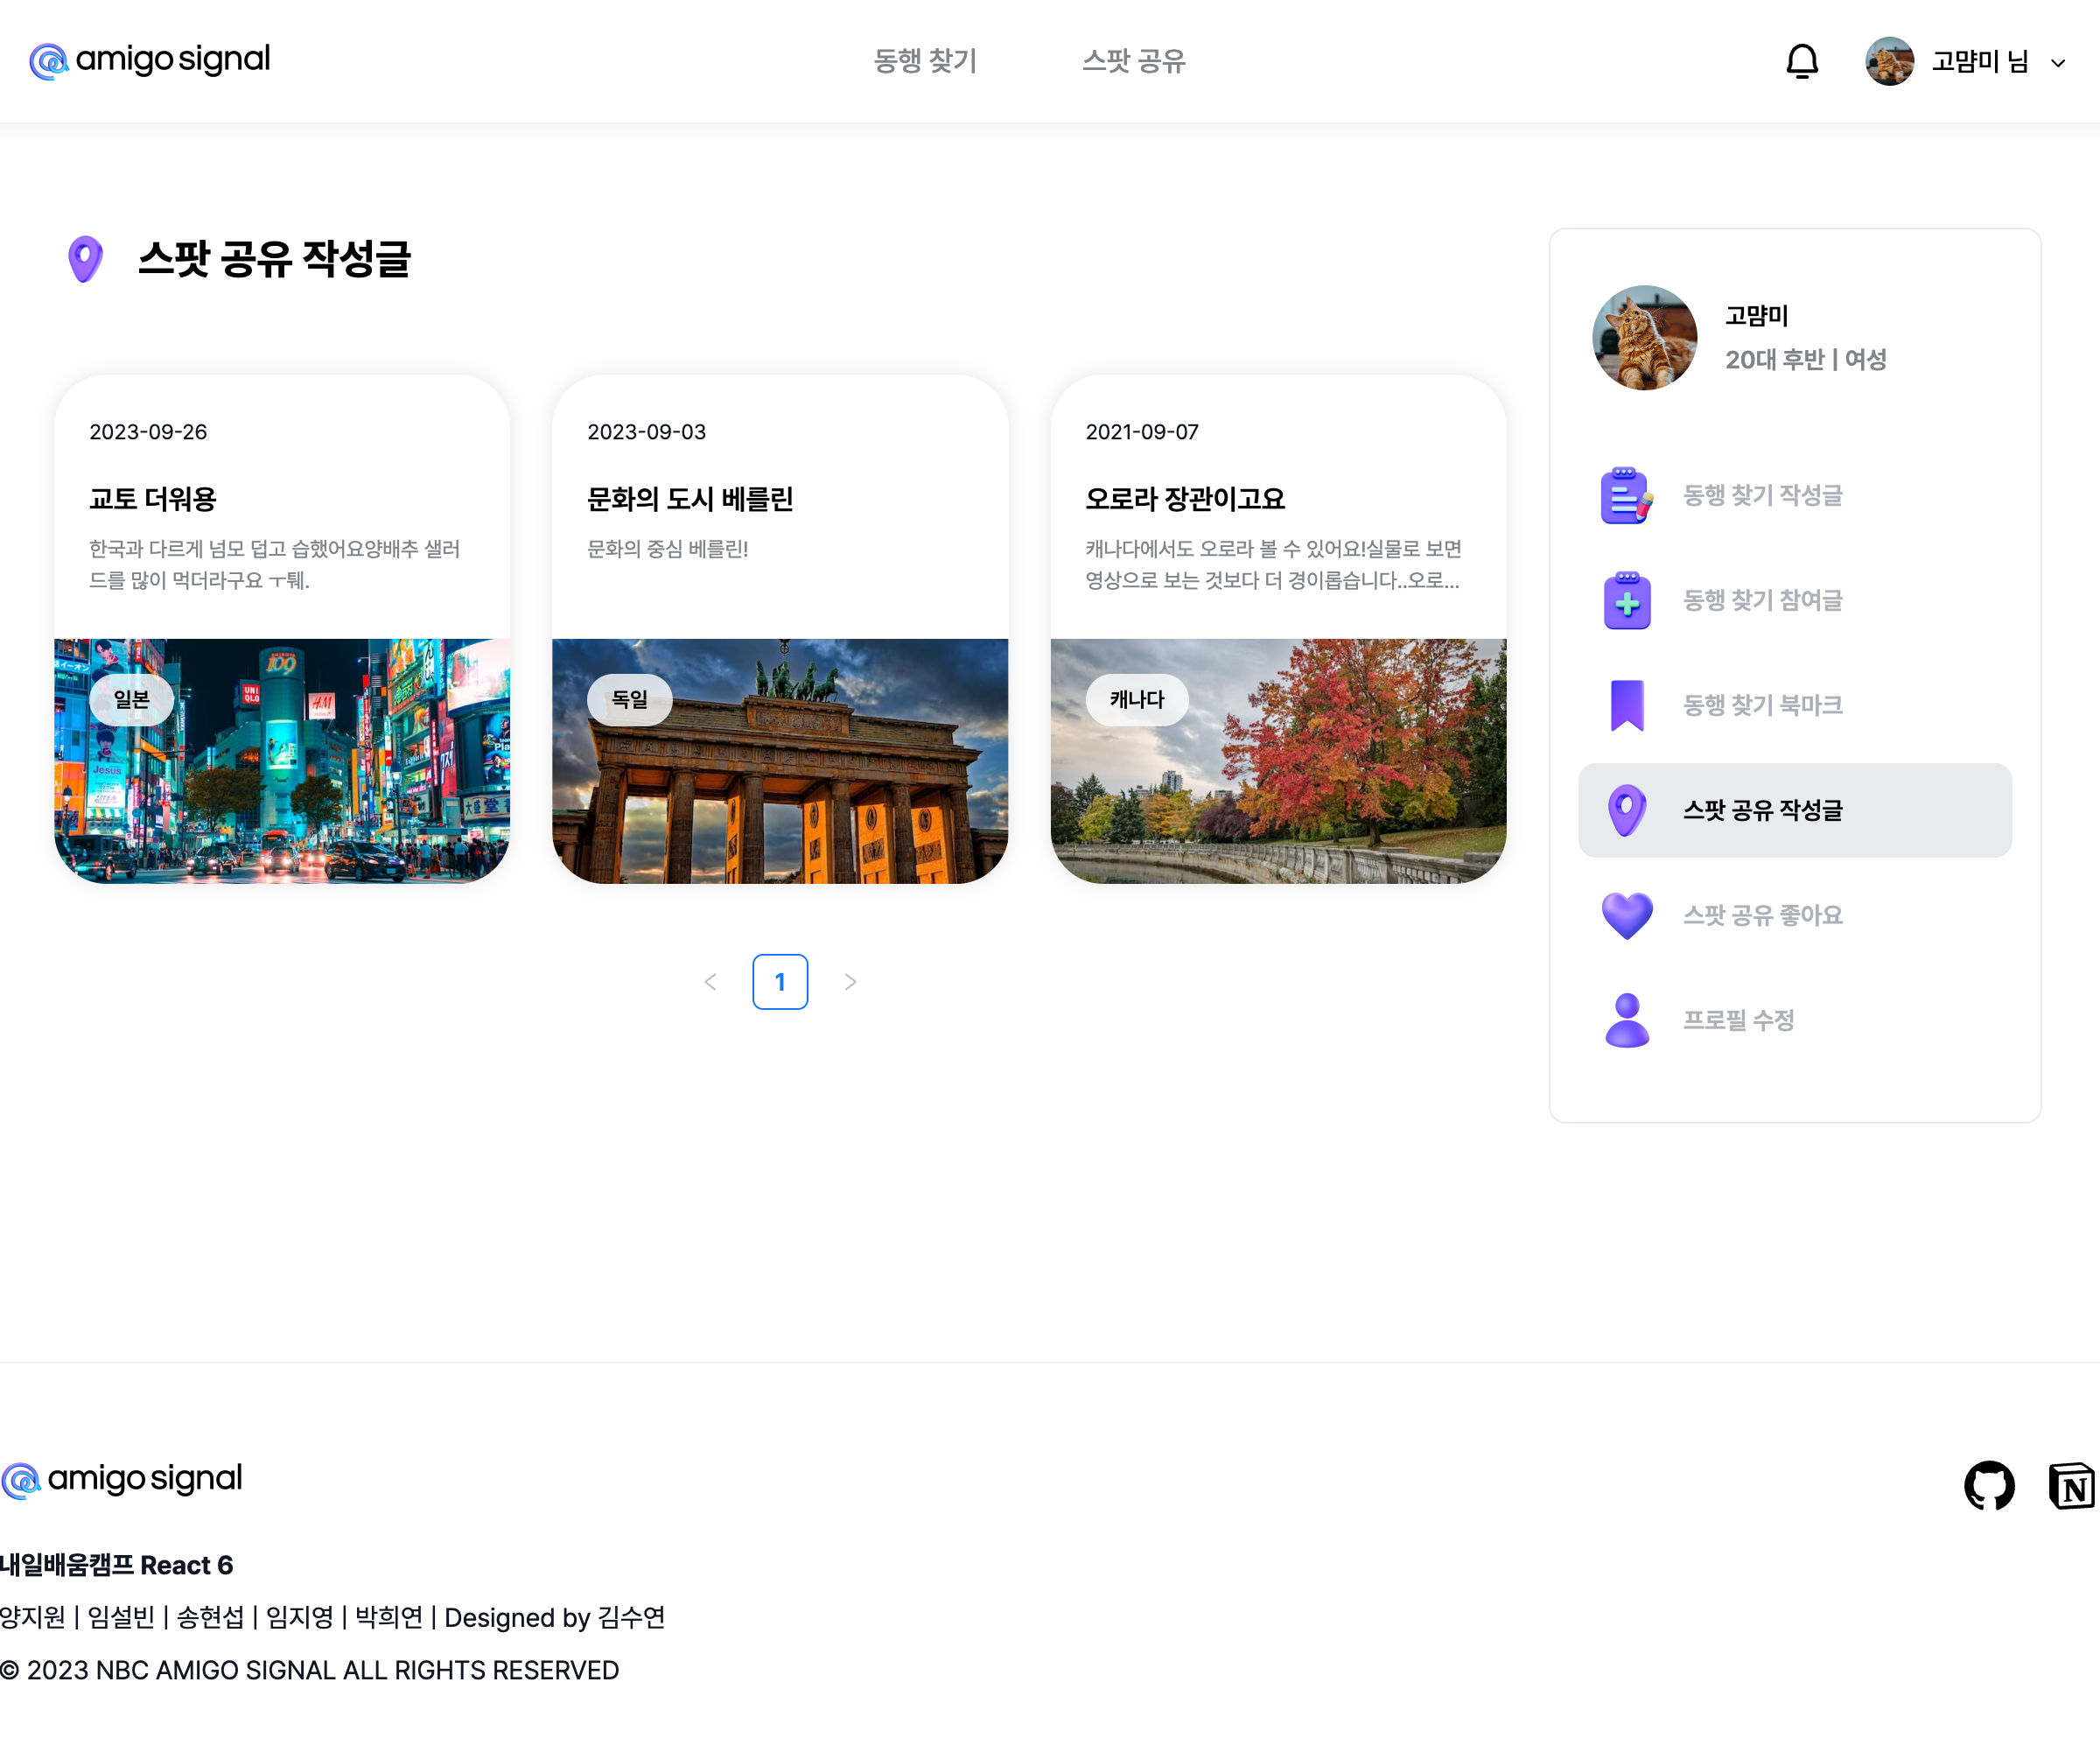 amigo signal
동행 찾기
스팟 공유
고먐미 님
스팟 공유 작성글
2023-09-26
교토 더워용
한국과 다르게 넘모 덥고 습했어요양배추 샐러
드를 많이 먹더라구요 ㅜ퉤.
일본
109
UNI
QLO
H&M
Jesus
イーオン
大盛堂
2023-09-03
문화의 도시 베를린
문화의 중심 베를린!
독일
2021-09-07
오로라 장관이고요
캐나다에서도 오로라 볼 수 있어요!실물로 보면
영상으로 보는 것보다 더 경이롭습니다..오로...
캐나다
1
고먐미
20대 후반 | 여성
동행 찾기 작성글
동행 찾기 참여글
동행 찾기 북마크
스팟 공유 작성글
스팟 공유 좋아요
프로필 수정
amigo signal
내일배움캠프 React 6
양지원 | 임설빈 | 송현섭 | 임지영 | 박희연 | Designed by 김수연
© 2023 NBC AMIGO SIGNAL ALL RIGHTS RESERVED